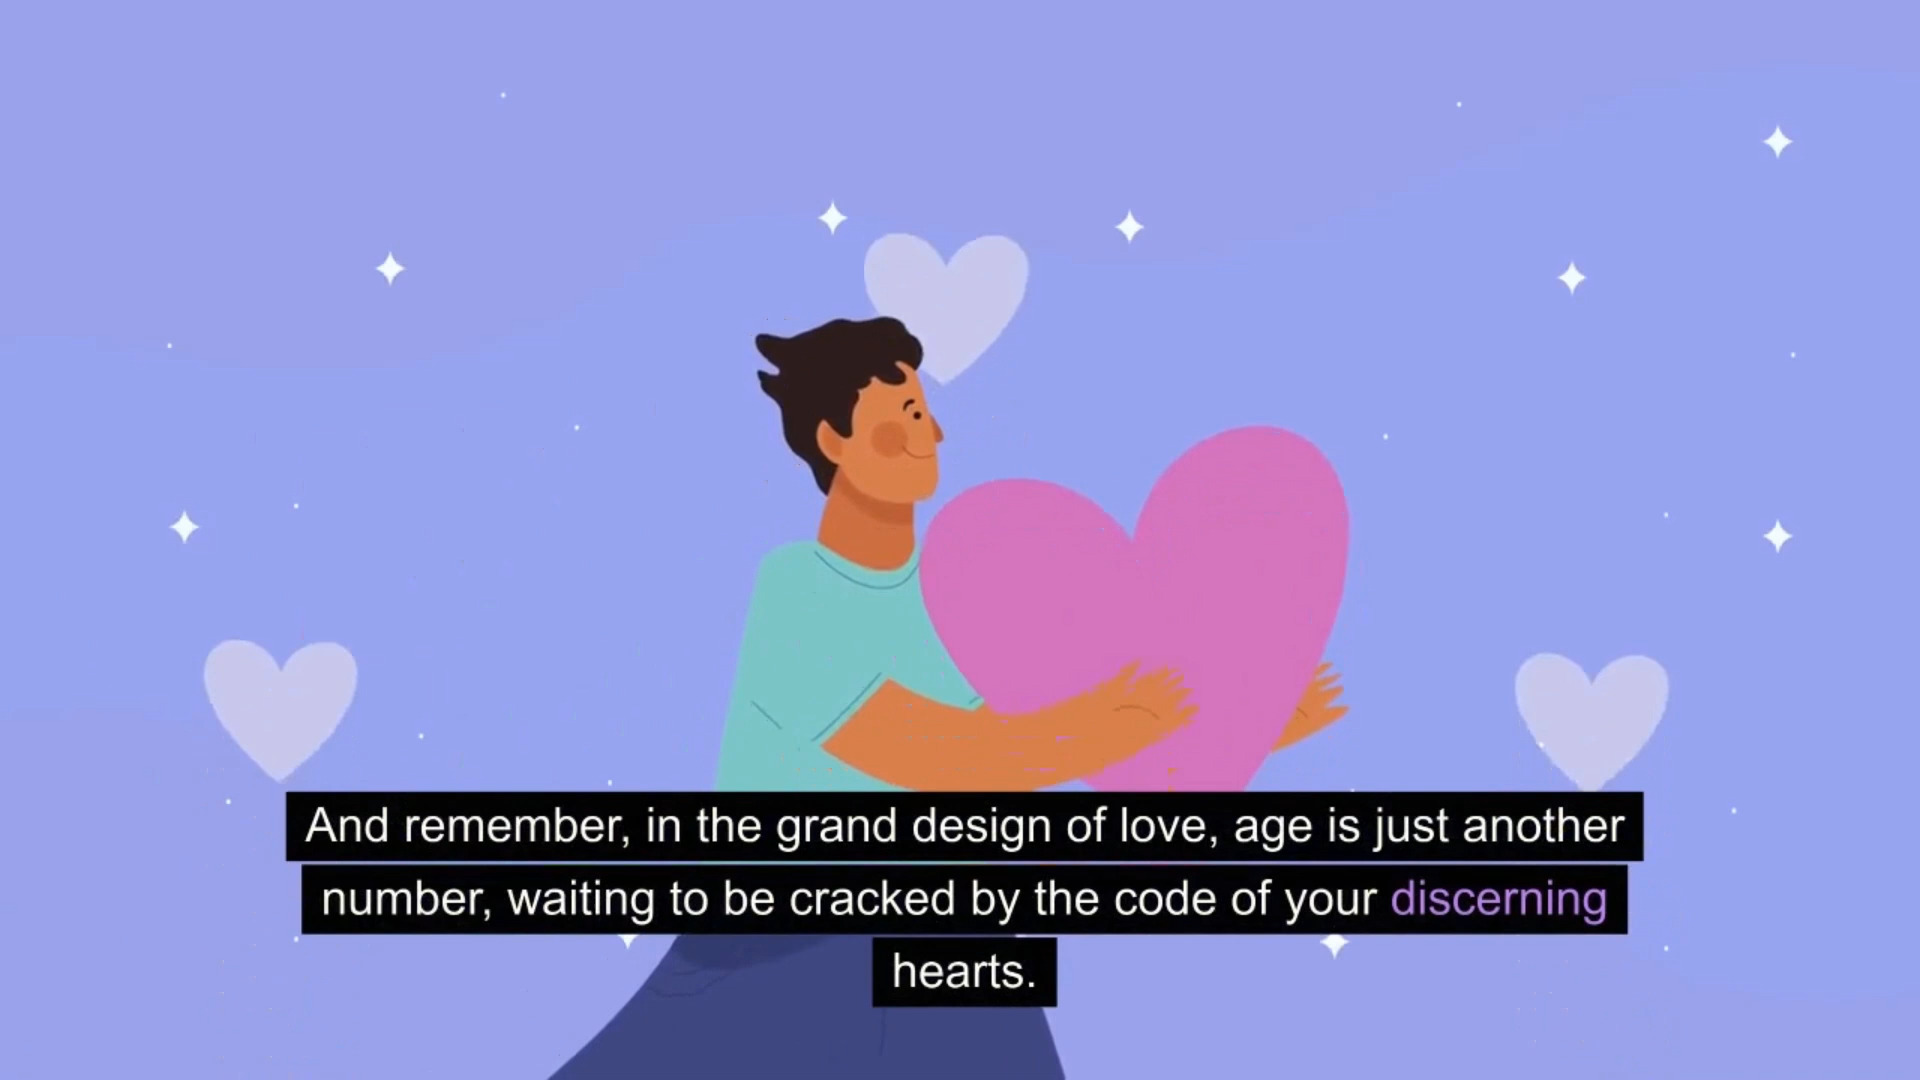 And remember, in the grand design of love, age is just another
number, waiting to be cracked by the code of your discerning
hearts.